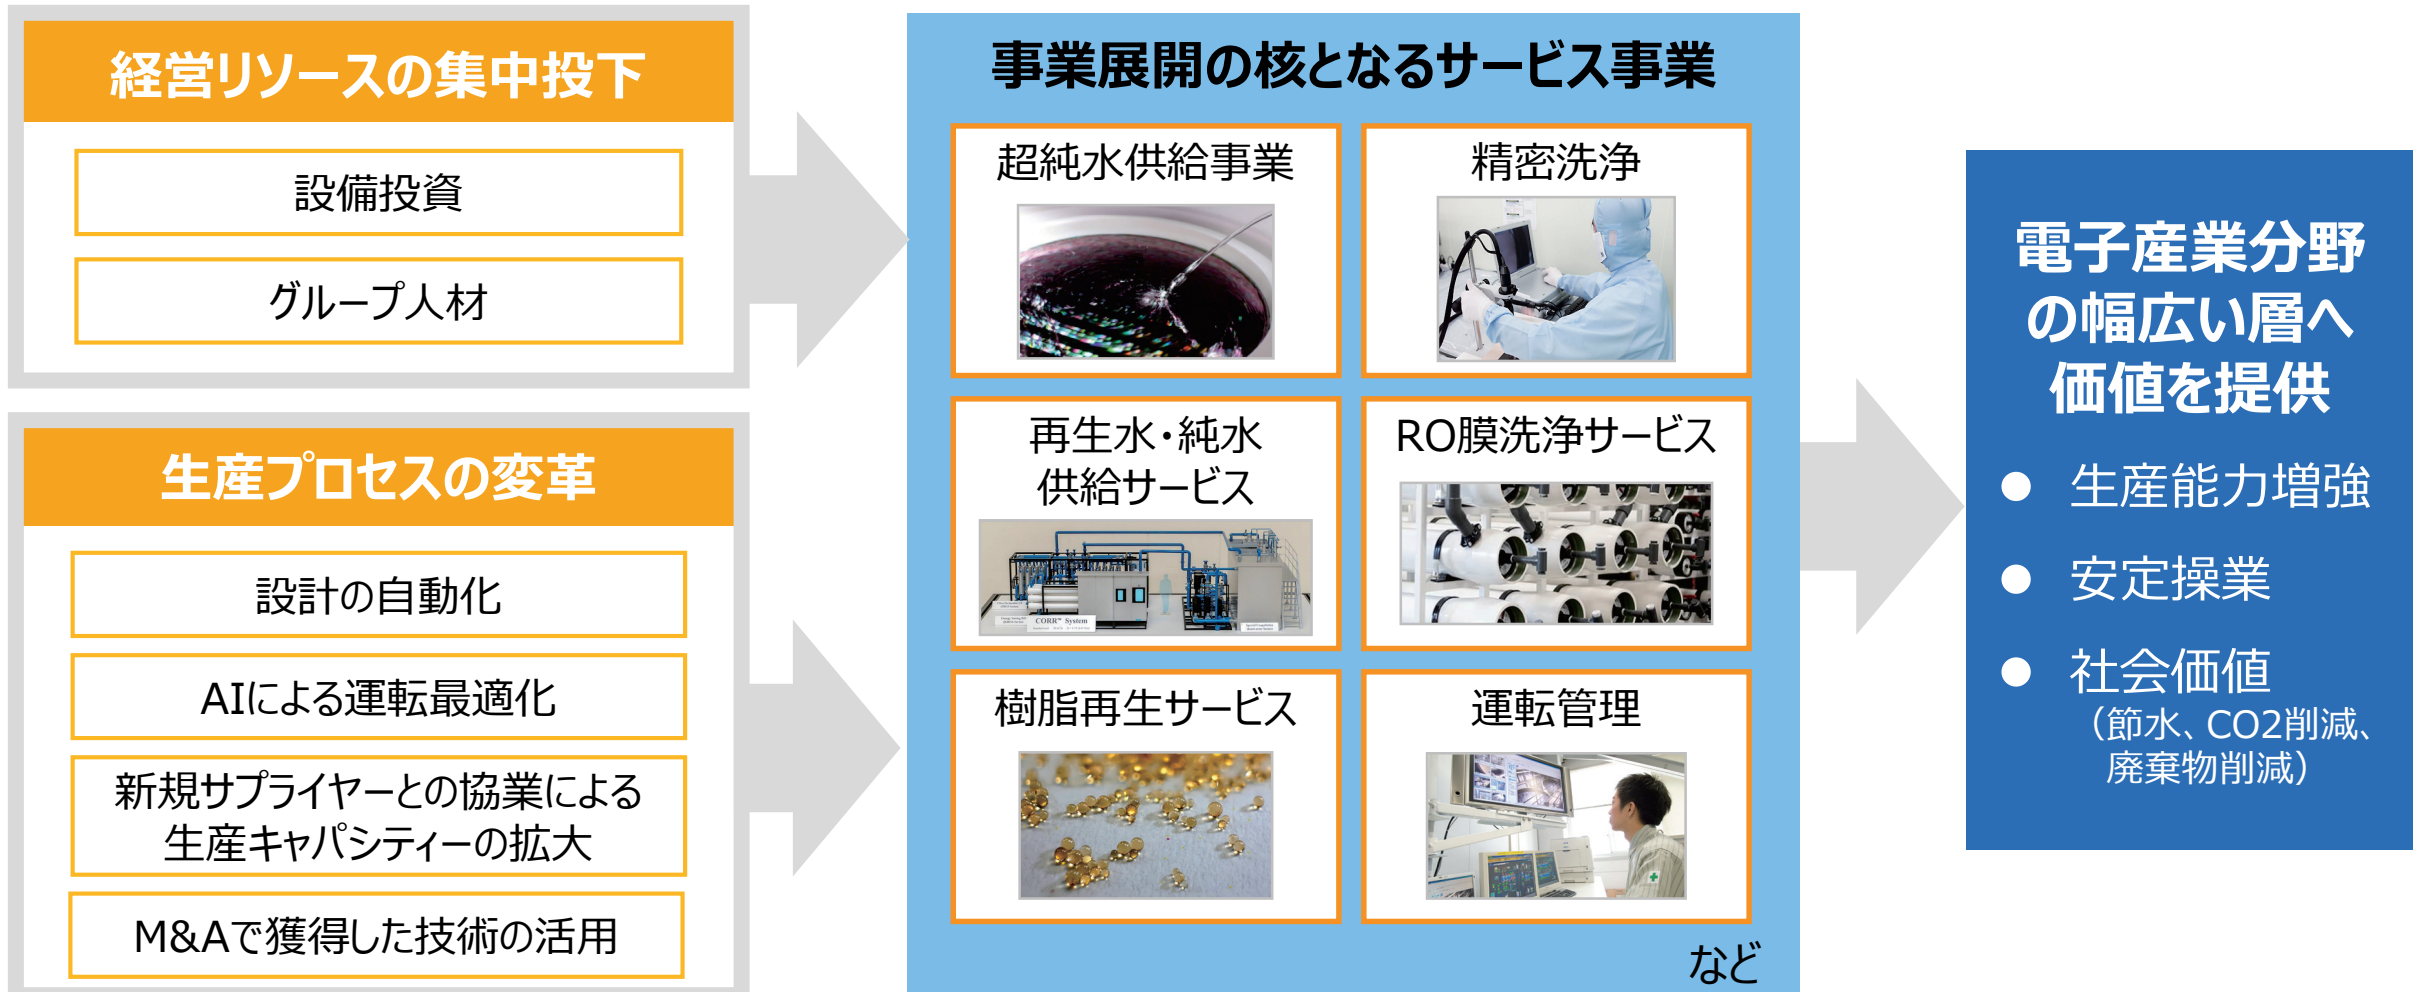 経営リソースの集中投下
設備投資
グループ人材
生産プロセスの変革
設計の自動化
AIによる運転最適化
新規サプライヤーとの協業による
生産キャパシティーの拡大
M&Aで獲得した技術の活用
事業展開の核となるサービス事業
超純水供給事業
精密洗浄
再生水・純水
供給サービス
CORR™ System
RO膜洗浄サービス
樹脂再生サービス
運転管理
など
電子産業分野
の幅広い層へ
価値を提供
● 生産能力増強
● 安定操業
● 社会価値
（節水、CO2削減、
廃棄物削減）